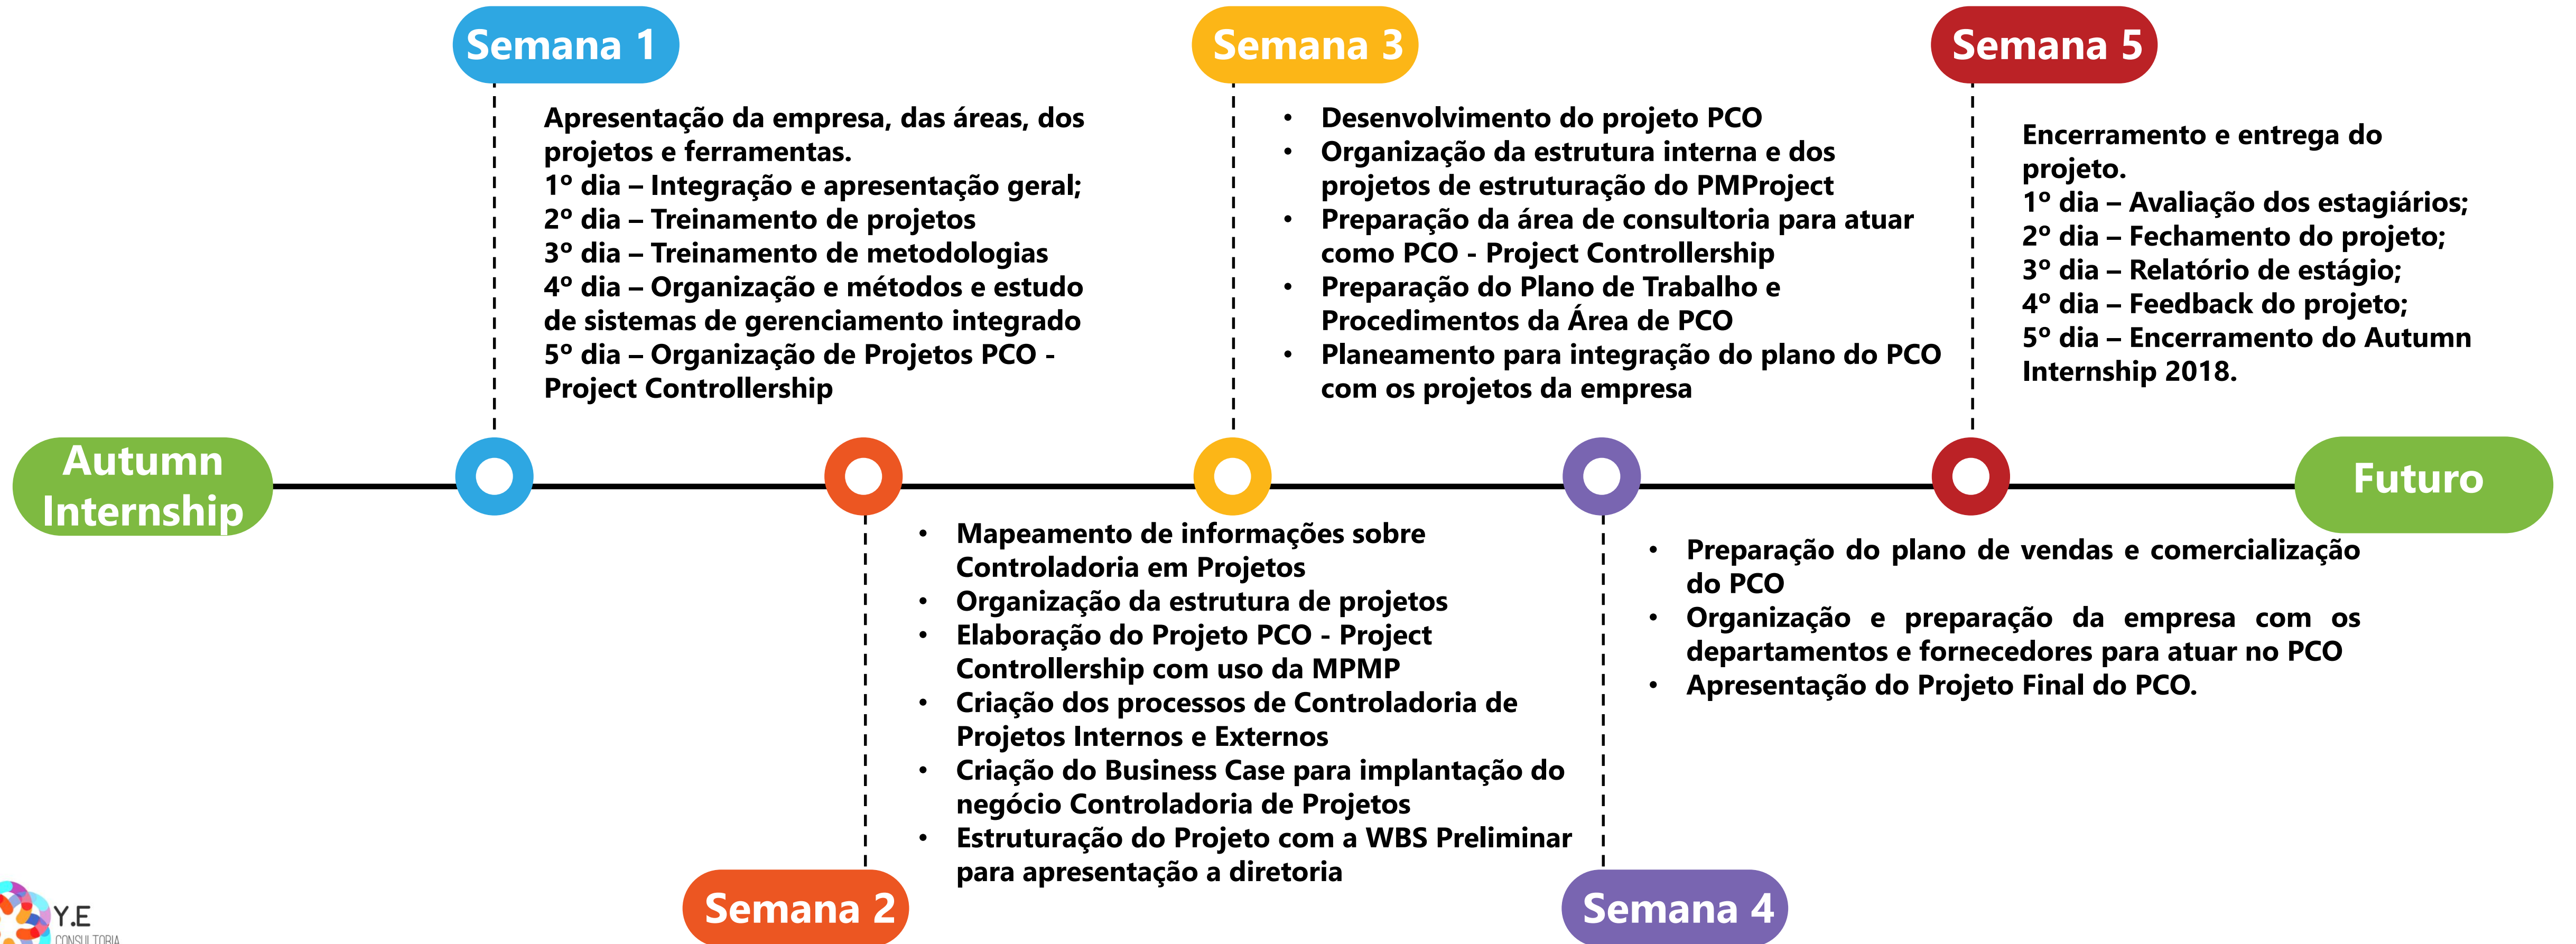 Semana 1
Apresentação da empresa, das áreas, dos
projetos e ferramentas.
1º dia – Integração e apresentação geral;
2º dia – Treinamento de projetos
3º dia – Treinamento de metodologias
4º dia – Organização e métodos e estudo
de sistemas de gerenciamento integrado
5º dia – Organização de Projetos PCO -
Project Controllership
Semana 3
• Desenvolvimento do projeto PCO
• Organização da estrutura interna e dos
projetos de estruturação do PMProject
• Preparação da área de consultoria para atuar
como PCO - Project Controllership
• Preparação do Plano de Trabalho e
Procedimentos da Área de PCO
• Planeamento para integração do plano do PCO
com os projetos da empresa
Semana 5
Encerramento e entrega do
projeto.
1º dia – Avaliação dos estagiários;
2º dia – Fechamento do projeto;
3º dia – Relatório de estágio;
4º dia – Feedback do projeto;
5º dia – Encerramento do Autumn
Internship 2018.
Autumn
Internship
Futuro
• Mapeamento de informações sobre
Controladoria em Projetos
• Organização da estrutura de projetos
• Elaboração do Projeto PCO - Project
Controllership com uso da MPMP
• Criação dos processos de Controladoria de
Projetos Internos e Externos
• Criação do Business Case para implantação do
negócio Controladoria de Projetos
• Estruturação do Projeto com a WBS Preliminar
para apresentação a diretoria
Semana 2
• Preparação do plano de vendas e comercialização
do PCO
• Organização e preparação da empresa com os
departamentos e fornecedores para atuar no PCO
• Apresentação do Projeto Final do PCO.
Semana 4
Y.E
CONSULTORIA